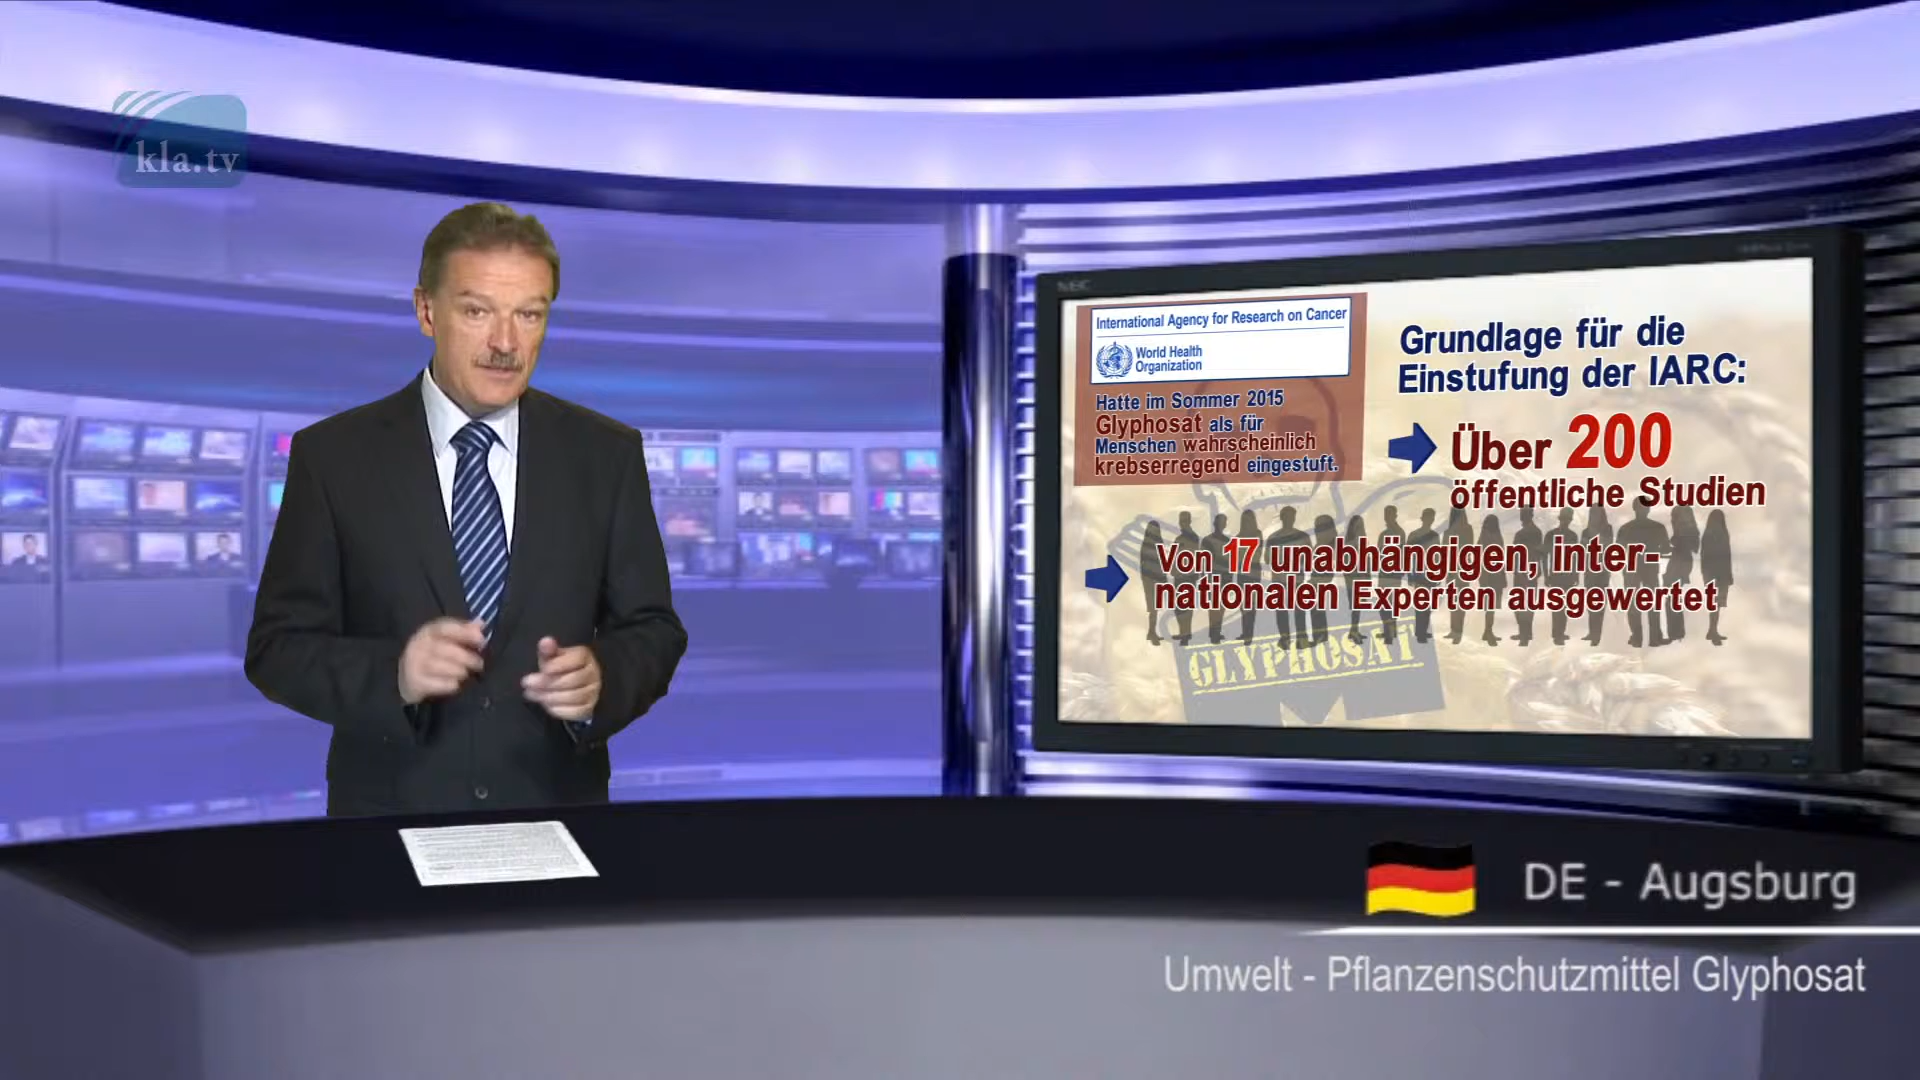 kla.tv
NEC
International Agency for Research on Cancer
World Health
Organization
Hatte im Sommer 2015
Glyphosat als für
Menschen wahrscheinlich
krebserregend eingestuft.
Grundlage für die
Einstufung der IARC:
Über 200
öffentliche Studien
Von 17 unabhängigen, inter-
nationalen Experten ausgewertet
GLYPHOSAT
DE - Augsburg
Umwelt - Pflanzenschutzmittel Glyphosat